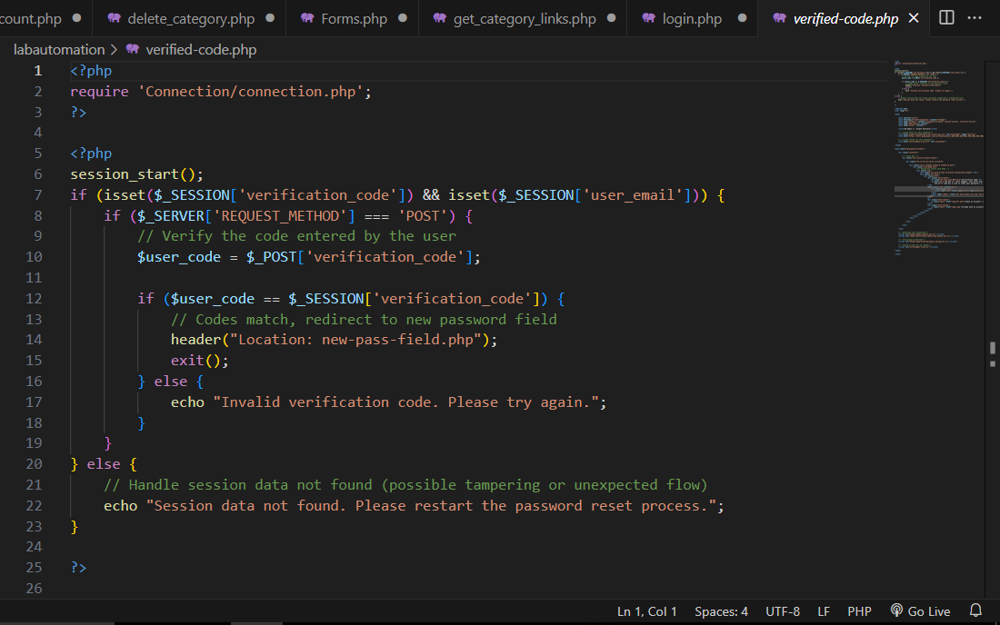 count.php
delete_category.php
Forms.php
get_category_links.php
login.php
verified-code.php
labautomation > verified-code.php
1 <?php
2 require 'Connection/connection.php';
3 ?>
4
5 <?php
6 session_start();
7 if (isset($_SESSION['verification_code']) && isset($_SESSION['user_email'])) {
8 if ($_SERVER['REQUEST_METHOD'] === 'POST') {
9 // Verify the code entered by the user
10 $user_code = $_POST['verification_code'];
11
12 if ($user_code == $_SESSION['verification_code']) {
13 // Codes match, redirect to new password field
14 header("Location: new-pass-field.php");
15 exit();
16 } else {
17 echo "Invalid verification code. Please try again.";
18 }
19 }
20 } else {
21 // Handle session data not found (possible tampering or unexpected flow)
22 echo "Session data not found. Please restart the password reset process.";
23 }
24
25 ?>
26
Ln 1, Col 1 Spaces: 4 UTF-8 LF PHP Go Live